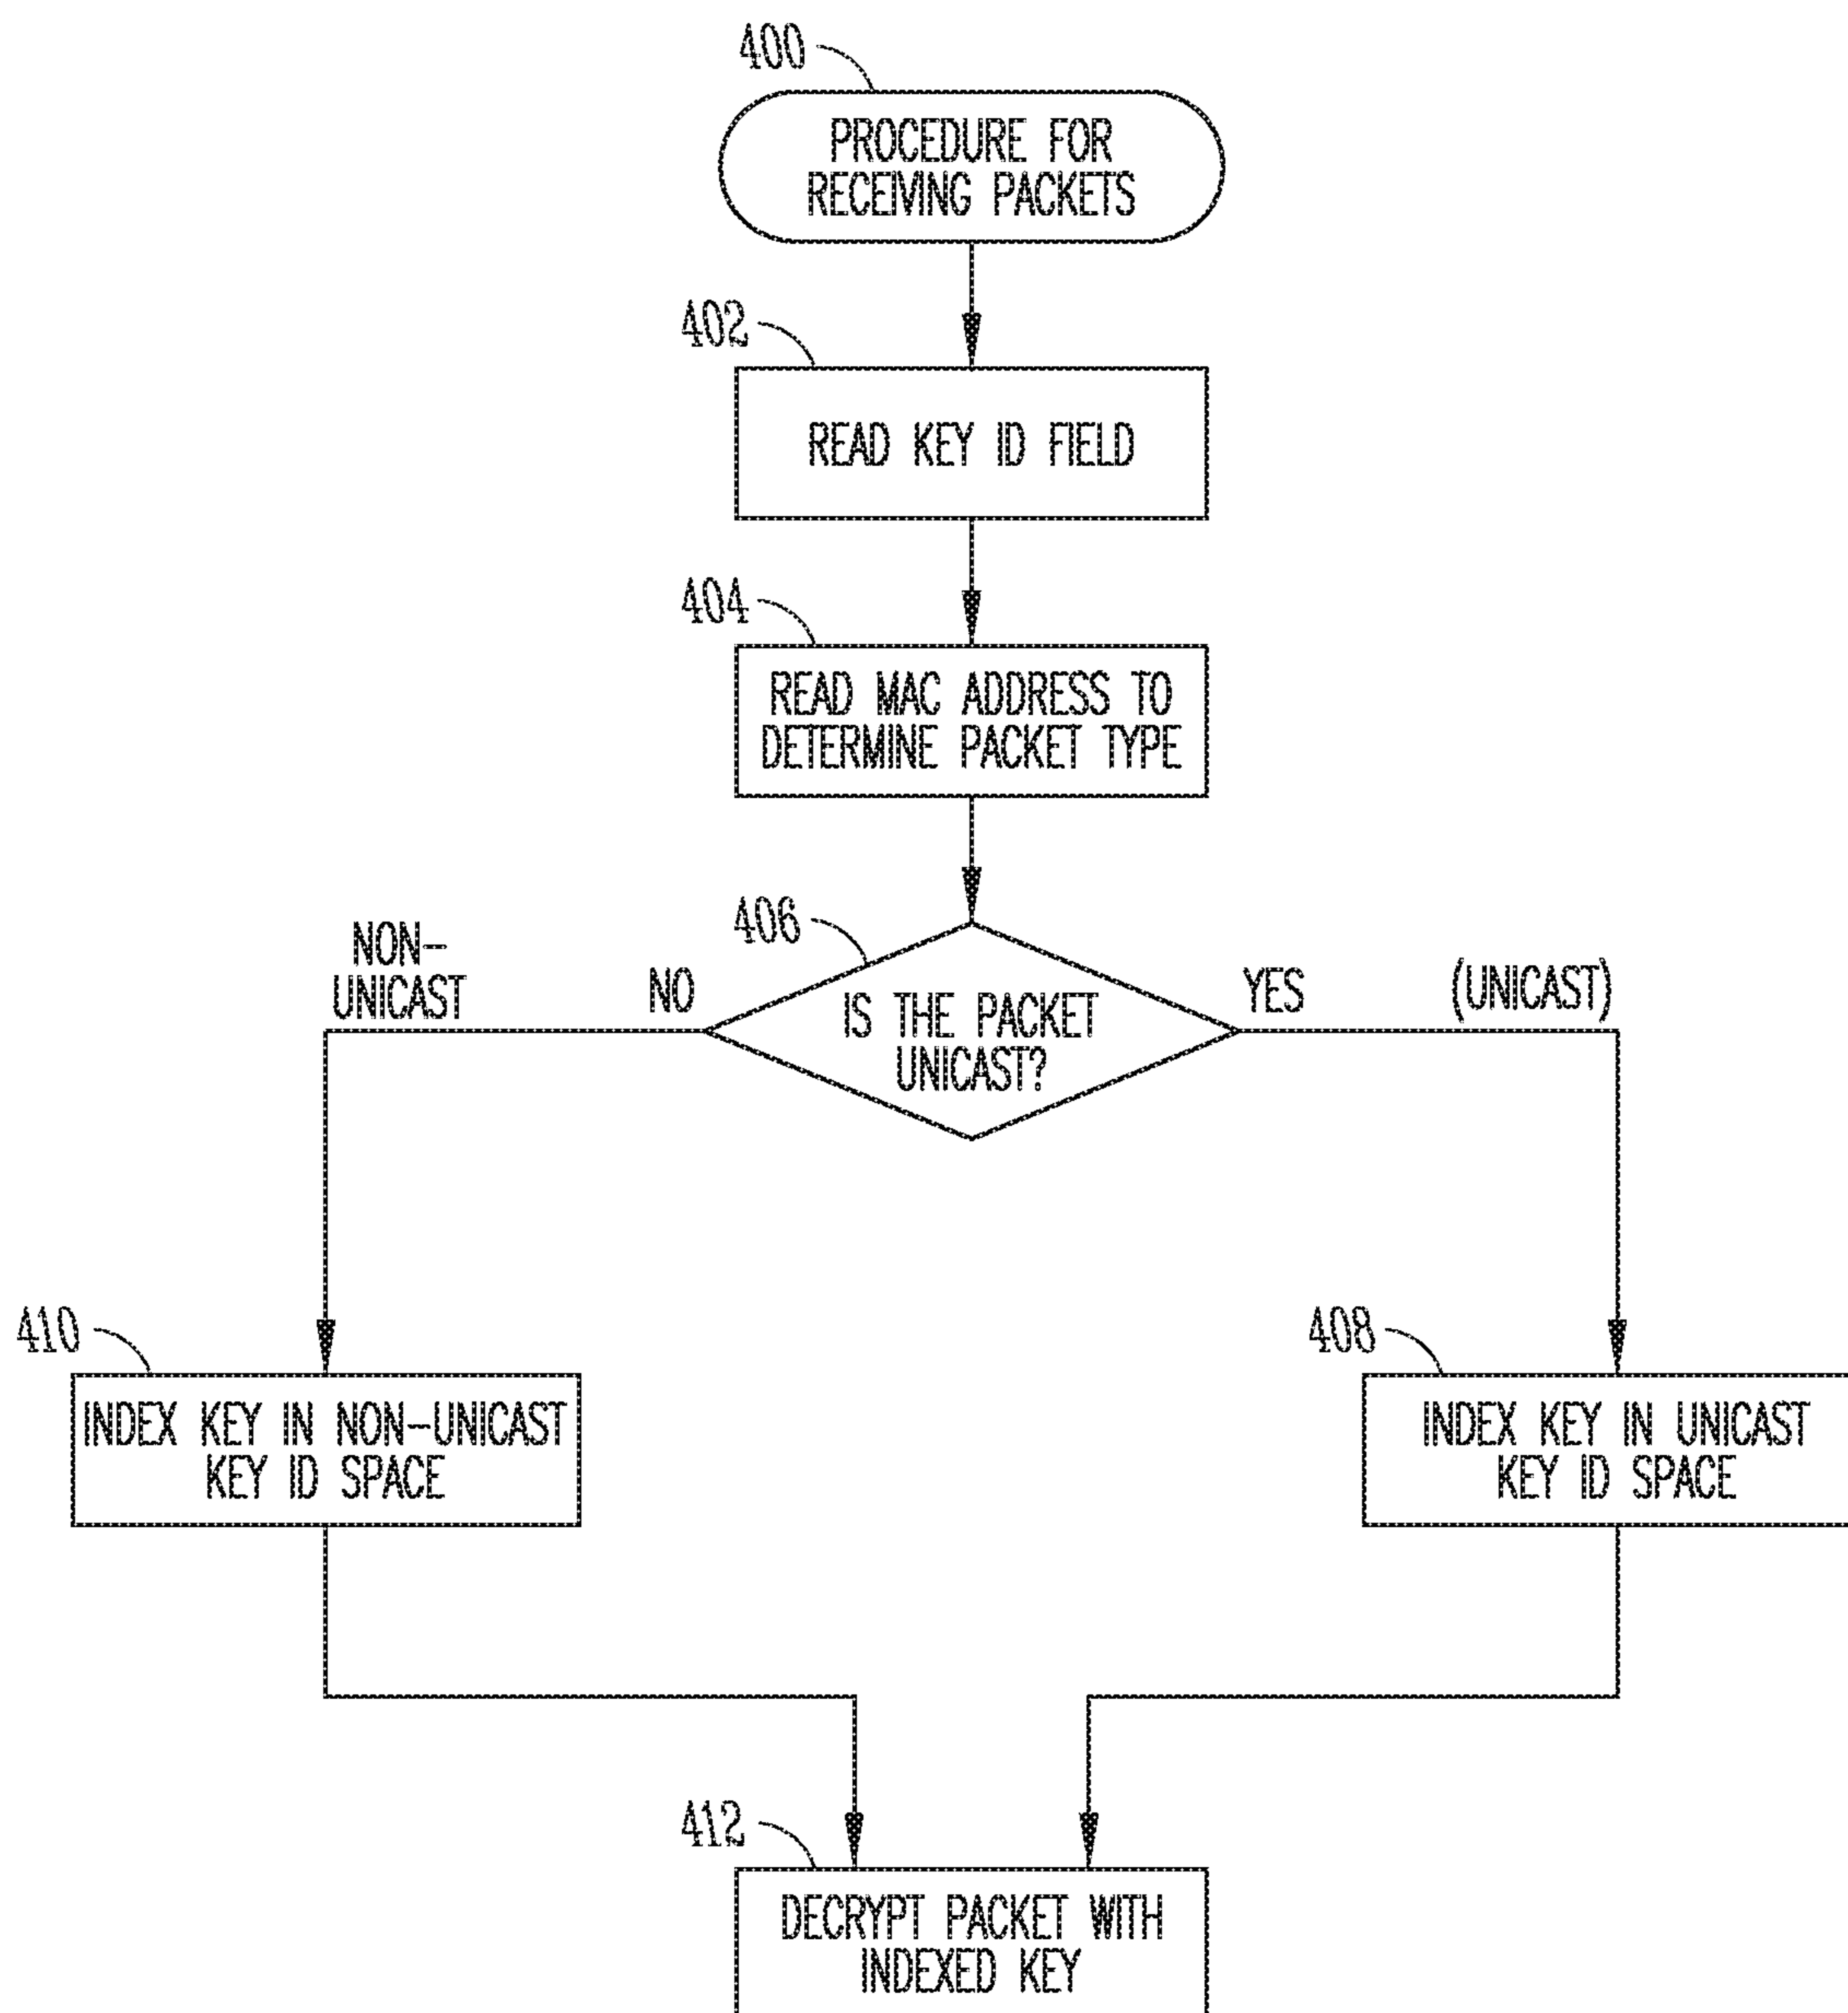 400
PROCEDURE FOR
RECEIVING PACKETS
402
READ KEY ID FIELD
404
READ MAC ADDRESS TO
DETERMINE PACKET TYPE
406
IS THE PACKET
UNICAST?
NON-
UNICAST
NO
YES
(UNICAST)
410
INDEX KEY IN NON-UNICAST
KEY ID SPACE
408
INDEX KEY IN UNICAST
KEY ID SPACE
412
DECRYPT PACKET WITH
INDEXED KEY